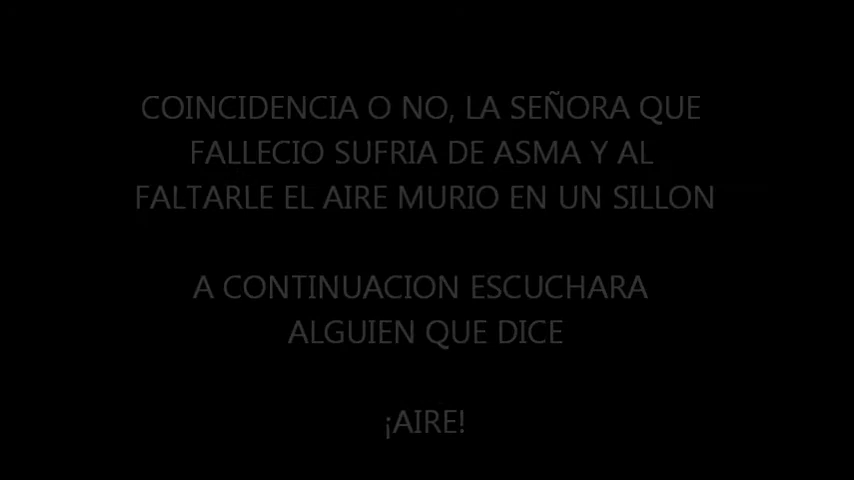 COINCIDENCIA O NO, LA SEÑORA QUE
FALLECIO SUFRIA DE ASMA Y AL
FALTARLE EL AIRE MURIO EN UN SILLON
A CONTINUACION ESCUCHARA
ALGUIEN QUE DICE
¡AIRE!